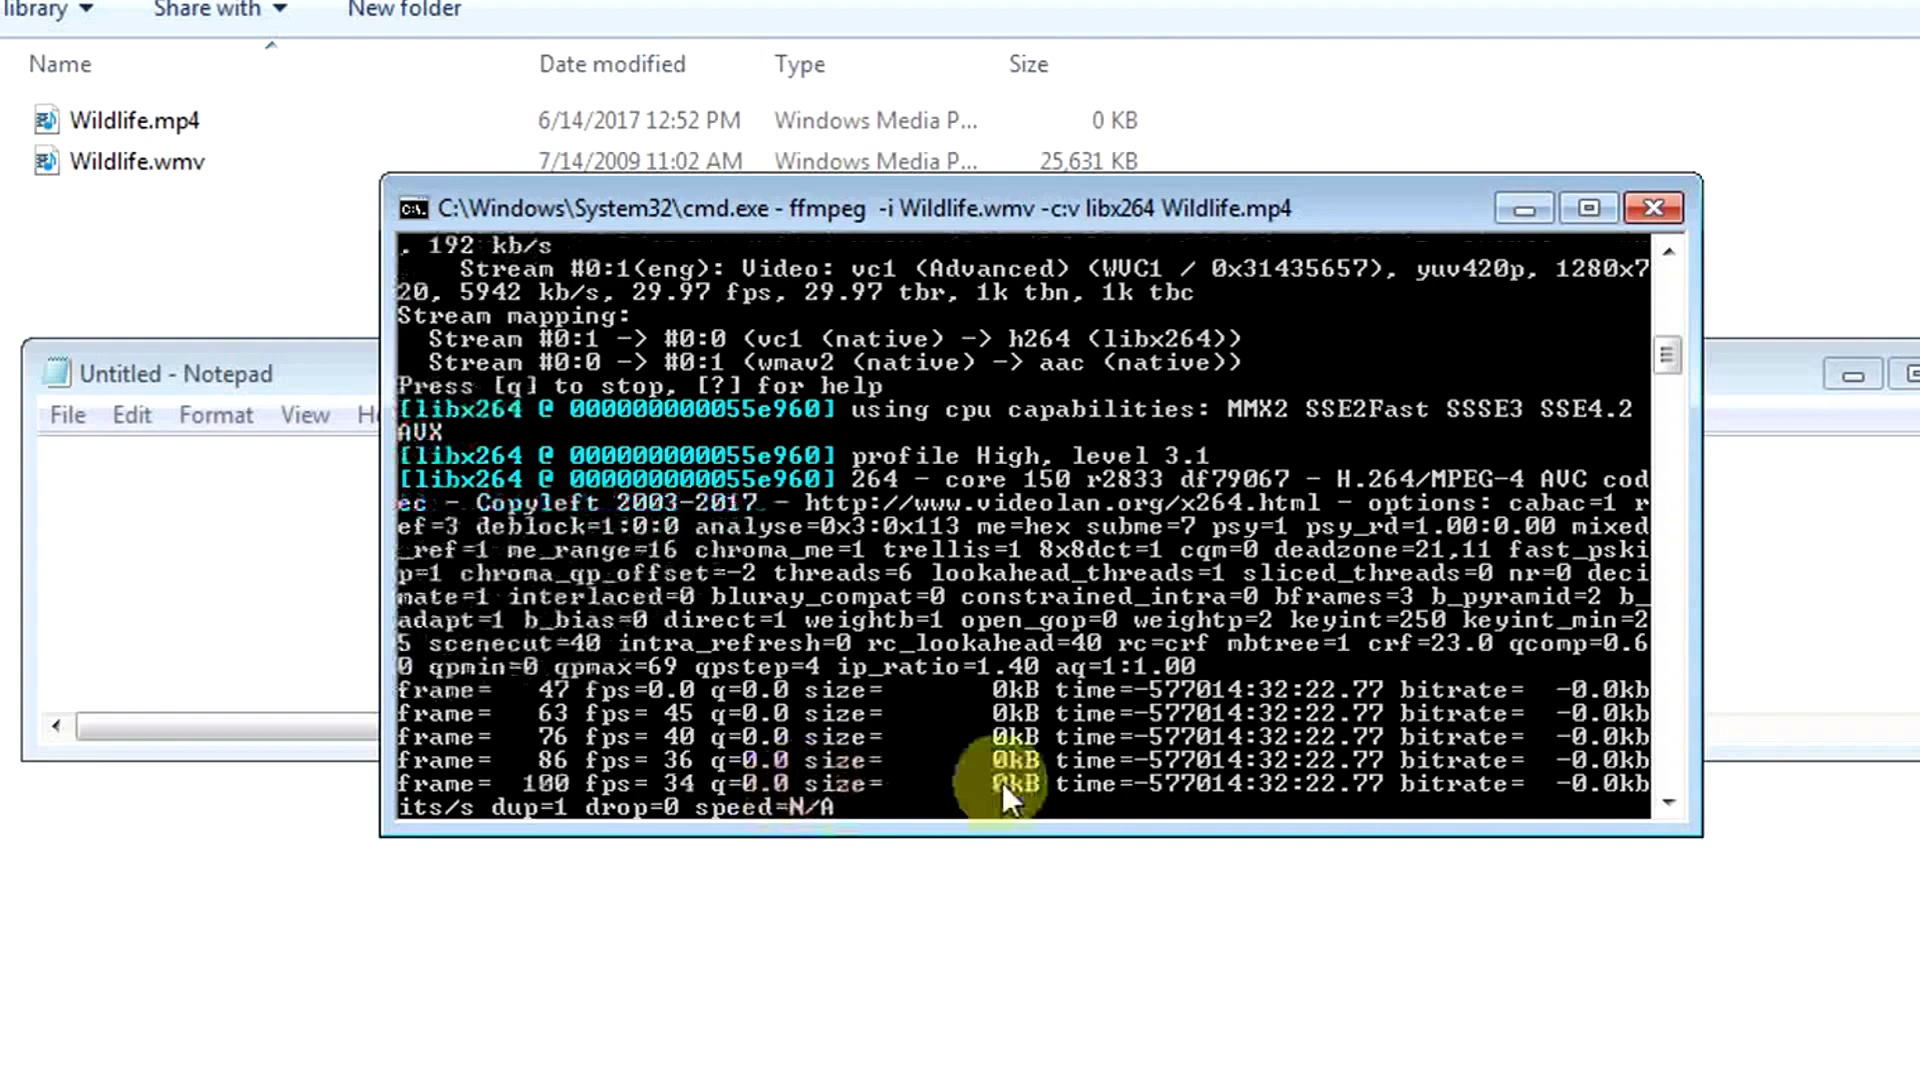 library Share with New folder
Name Date modified Type Size
Wildlife.mp4 6/14/2017 12:52 PM Windows Media P... 0 KB
Wildlife.wmv 7/14/2009 11:02 AM Windows Media P... 25,631 KB
C:\Windows\System32\cmd.exe - ffmpeg -i Wildlife.wmv -c:v libx264 Wildlife.mp4
. 192 kb/s
Stream #0:1(eng): Video: vc1 (Advanced) (WVC1 / 0x31435657), yuv420p, 1280x7
20, 5942 kb/s, 29.97 fps, 29.97 tbr, 1k tbn, 1k tbc
Stream mapping:
Stream #0:1 -> #0:0 (vc1 (native) -> h264 (libx264))
Stream #0:0 -> #0:1 (wmav2 (native) -> aac (native))
Press [q] to stop, [?] for help
[libx264 @ 000000000055e960] using cpu capabilities: MMX2 SSE2Fast SSSE3 SSE4.2
AVX
[libx264 @ 000000000055e960] profile High, level 3.1
[libx264 @ 000000000055e960] 264 - core 150 r2833 df79067 - H.264/MPEG-4 AVC cod
ec - Copyleft 2003-2017 - http://www.videolan.org/x264.html - options: cabac=1 r
ef=3 deblock=1:0:0 analyse=0x3:0x113 me=hex subme=7 psy=1 psy_rd=1.00:0.00 mixed
_ref=1 me_range=16 chroma_me=1 trellis=1 8x8dct=1 cqm=0 deadzone=21,11 fast_pski
p=1 chroma_qp_offset=-2 threads=6 lookahead_threads=1 sliced_threads=0 nr=0 deci
mate=1 interlaced=0 bluray_compat=0 constrained_intra=0 bframes=3 b_pyramid=2 b_
adapt=1 b_bias=0 direct=1 weightb=1 open_gop=0 weightp=2 keyint=250 keyint_min=2
5 scenecut=40 intra_refresh=0 rc_lookahead=40 rc=crf mbtree=1 crf=23.0 qcomp=0.6
0 qpmin=0 qpmax=69 qpstep=4 ip_ratio=1.40 aq=1:1.00
frame= 47 fps=0.0 q=0.0 size= 0kB time=-577014:32:22.77 bitrate= -0.0kb
frame= 63 fps= 45 q=0.0 size= 0kB time=-577014:32:22.77 bitrate= -0.0kb
frame= 76 fps= 40 q=0.0 size= 0kB time=-577014:32:22.77 bitrate= -0.0kb
frame= 86 fps= 36 q=0.0 size= 0kB time=-577014:32:22.77 bitrate= -0.0kb
frame= 100 fps= 34 q=0.0 size= 0kB time=-577014:32:22.77 bitrate= -0.0kb
its/s dup=1 drop=0 speed=N/A
Untitled - Notepad
File Edit Format View